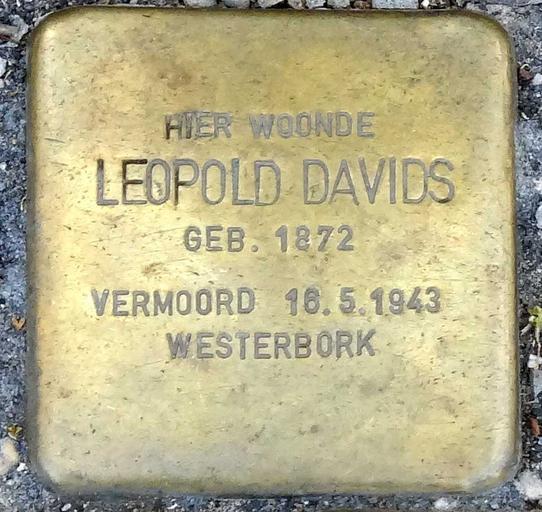 HIER WOONDE
LEOPOLD DAVIDS
GEB. 1872
VERMOORD 16.5.1943
WESTERBORK